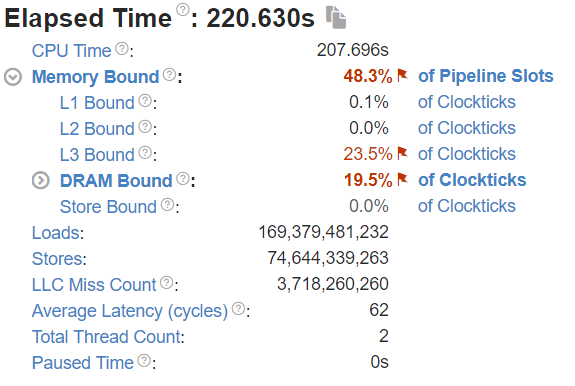 Elapsed Time ?: 220.630s
CPU Time ?: 207.696s
Memory Bound ?: 48.3% of Pipeline Slots
L1 Bound ?: 0.1% of Clockticks
L2 Bound ?: 0.0% of Clockticks
L3 Bound ?: 23.5% of Clockticks
DRAM Bound ?: 19.5% of Clockticks
Store Bound ?: 0.0% of Clockticks
Loads: 169,379,481,232
Stores: 74,644,339,263
LLC Miss Count ?: 3,718,260,260
Average Latency (cycles) ?: 62
Total Thread Count: 2
Paused Time ?: 0s